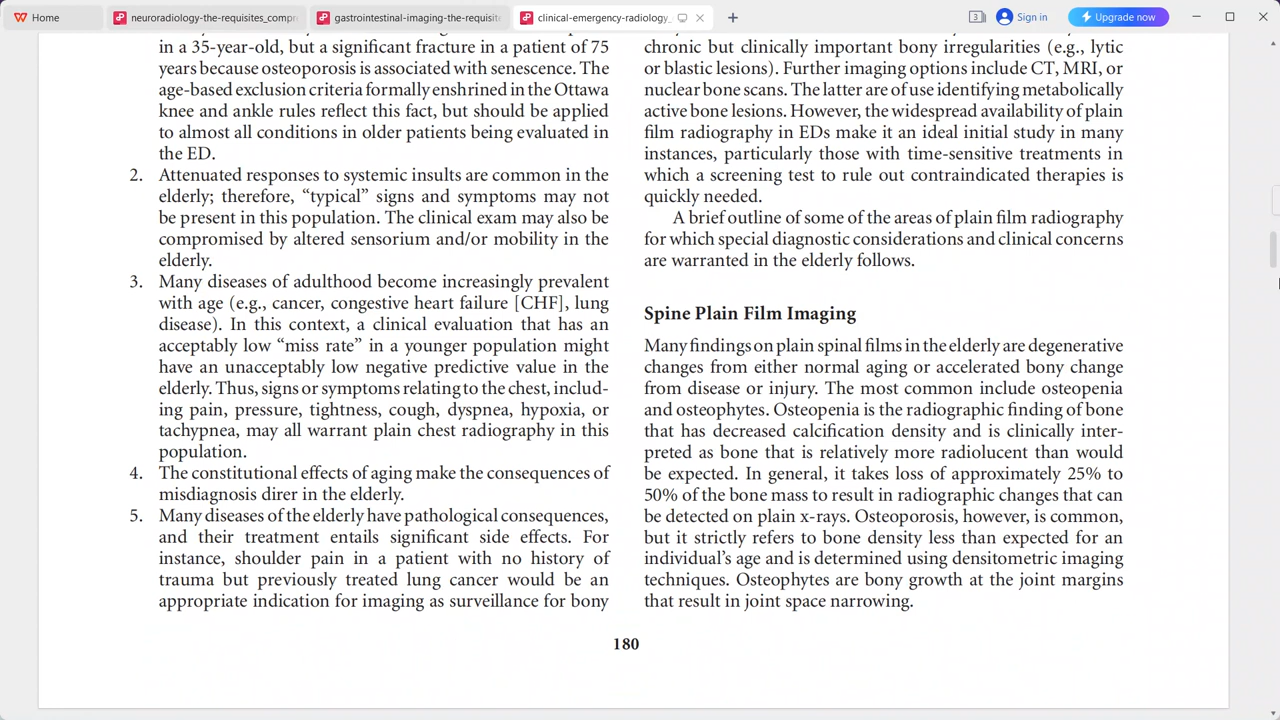 Home
neuroradiology-the-requisites_compr
gastrointestinal-imaging-the-requisite
clinical-emergency-radiology_
3
Sign in
Upgrade now
in a 35-year-old, but a significant fracture in a patient of 75
years because osteoporosis is associated with senescence. The
age-based exclusion criteria formally enshrined in the Ottawa
knee and ankle rules reflect this fact, but should be applied
to almost all conditions in older patients being evaluated in
the ED.
2. Attenuated responses to systemic insults are common in the
elderly; therefore, “typical” signs and symptoms may not
be present in this population. The clinical exam may also be
compromised by altered sensorium and/or mobility in the
elderly.
3. Many diseases of adulthood become increasingly prevalent
with age (e.g., cancer, congestive heart failure [CHF], lung
disease). In this context, a clinical evaluation that has an
acceptably low “miss rate” in a younger population might
have an unacceptably low negative predictive value in the
elderly. Thus, signs or symptoms relating to the chest, includ-
ing pain, pressure, tightness, cough, dyspnea, hypoxia, or
tachypnea, may all warrant plain chest radiography in this
population.
4. The constitutional effects of aging make the consequences of
misdiagnosis direr in the elderly.
5. Many diseases of the elderly have pathological consequences,
and their treatment entails significant side effects. For
instance, shoulder pain in a patient with no history of
trauma but previously treated lung cancer would be an
appropriate indication for imaging as surveillance for bony
chronic but clinically important bony irregularities (e.g., lytic
or blastic lesions). Further imaging options include CT, MRI, or
nuclear bone scans. The latter are of use identifying metabolically
active bone lesions. However, the widespread availability of plain
film radiography in EDs make it an ideal initial study in many
instances, particularly those with time-sensitive treatments in
which a screening test to rule out contraindicated therapies is
quickly needed.
A brief outline of some of the areas of plain film radiography
for which special diagnostic considerations and clinical concerns
are warranted in the elderly follows.
Spine Plain Film Imaging
Many findings on plain spinal films in the elderly are degenerative
changes from either normal aging or accelerated bony change
from disease or injury. The most common include osteopenia
and osteophytes. Osteopenia is the radiographic finding of bone
that has decreased calcification density and is clinically inter-
preted as bone that is relatively more radiolucent than would
be expected. In general, it takes loss of approximately 25% to
50% of the bone mass to result in radiographic changes that can
be detected on plain x-rays. Osteoporosis, however, is common,
but it strictly refers to bone density less than expected for an
individual’s age and is determined using densitometric imaging
techniques. Osteophytes are bony growth at the joint margins
that result in joint space narrowing.
180